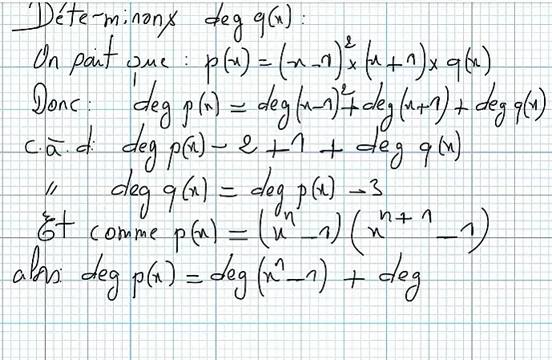 Déterminons deg q(x) :
On pait que : p(x) = (x-1)² × (x+1) × q(x)
Donc : deg p(x) = deg(x-1)² + deg(x+1) + deg q(x)
c.à.d: deg p(x) - 2 + 1 + deg q(x)
" deg q(x) = deg p(x) - 3
Et comme p(x) = (xⁿ - 1)(xⁿ⁺¹ - 1)
alors deg p(x) = deg(xⁿ - 1) + deg